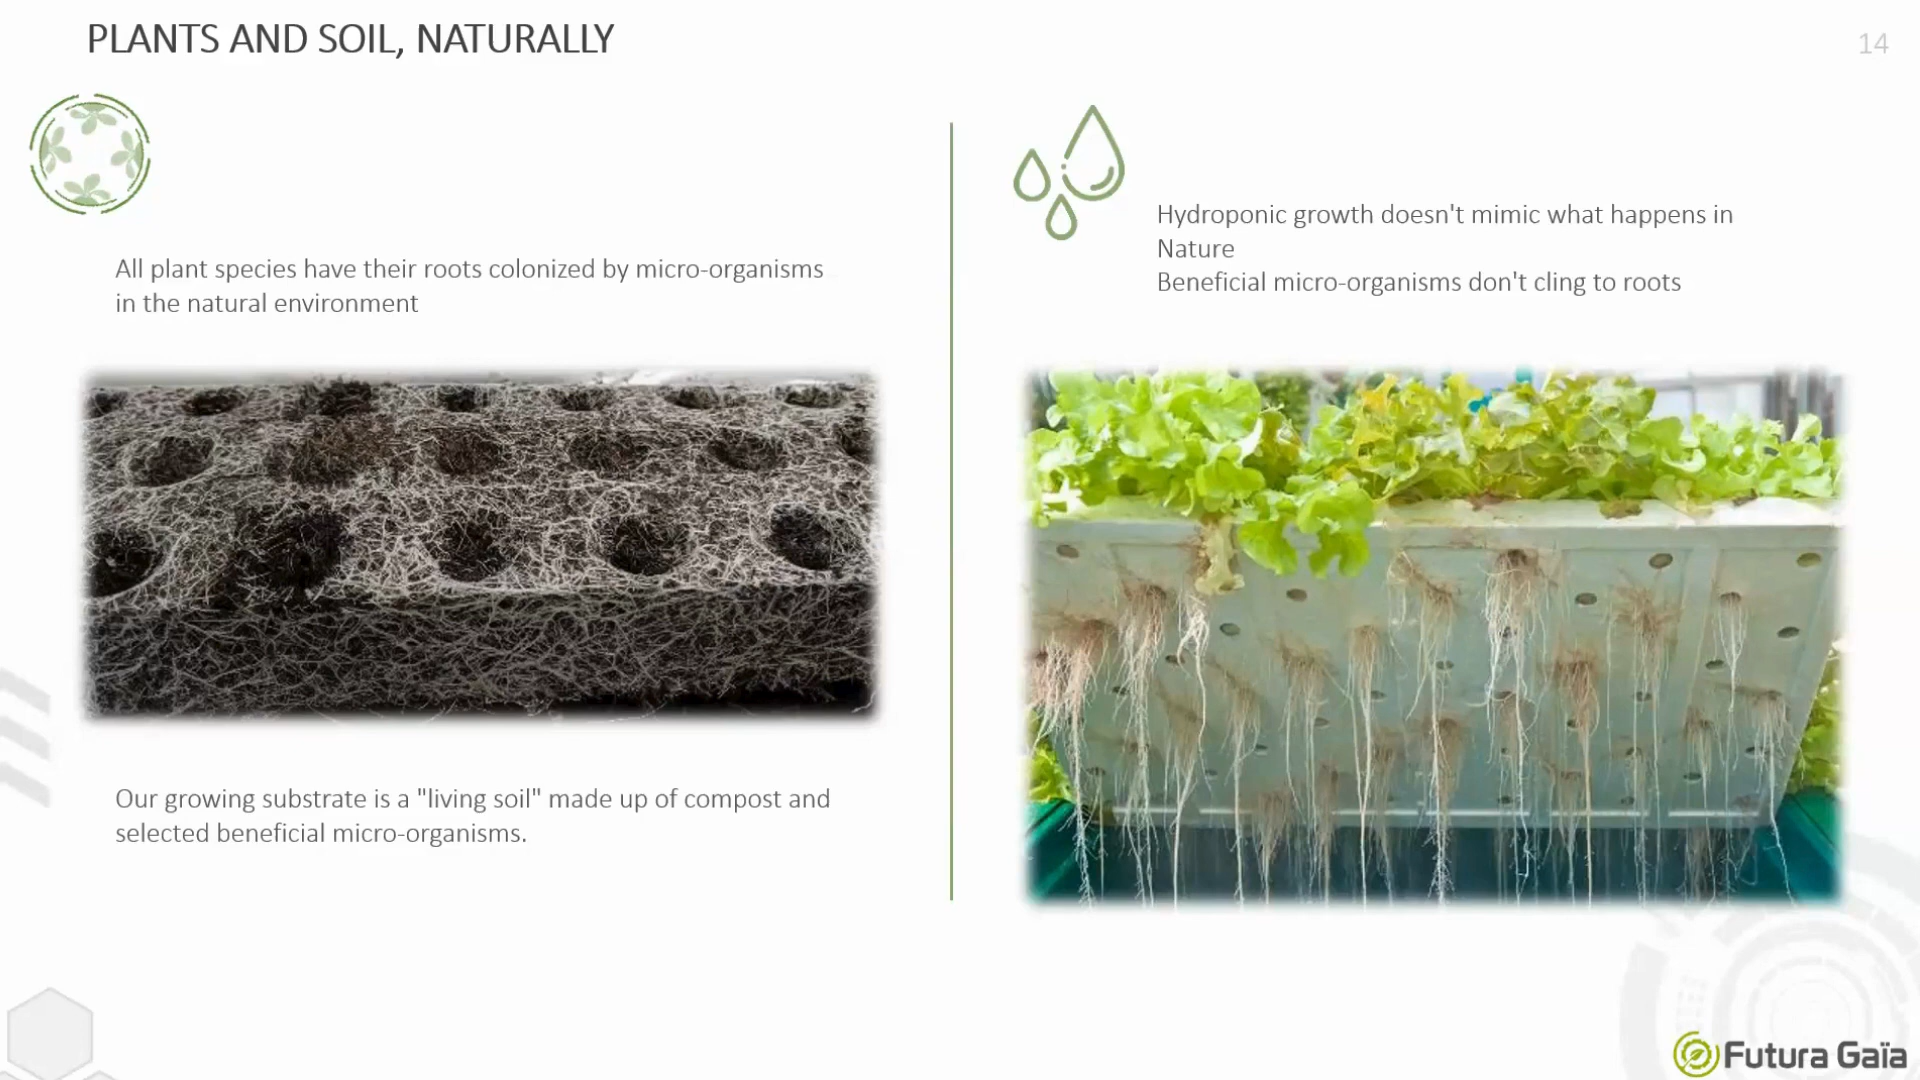 PLANTS AND SOIL, NATURALLY
14
All plant species have their roots colonized by micro-organisms
in the natural environment
Our growing substrate is a "living soil" made up of compost and
selected beneficial micro-organisms.
Hydroponic growth doesn't mimic what happens in
Nature
Beneficial micro-organisms don't cling to roots
Futura Gaïa